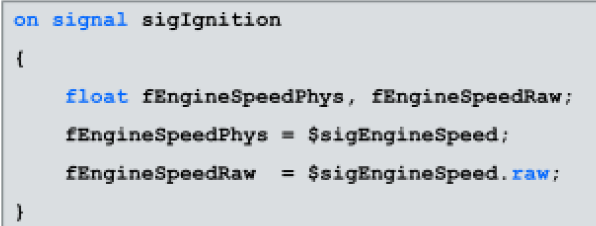 on signal sigIgnition
{
    float fEngineSpeedPhys, fEngineSpeedRaw;
    fEngineSpeedPhys = $sigEngineSpeed;
    fEngineSpeedRaw  = $sigEngineSpeed.raw;
}